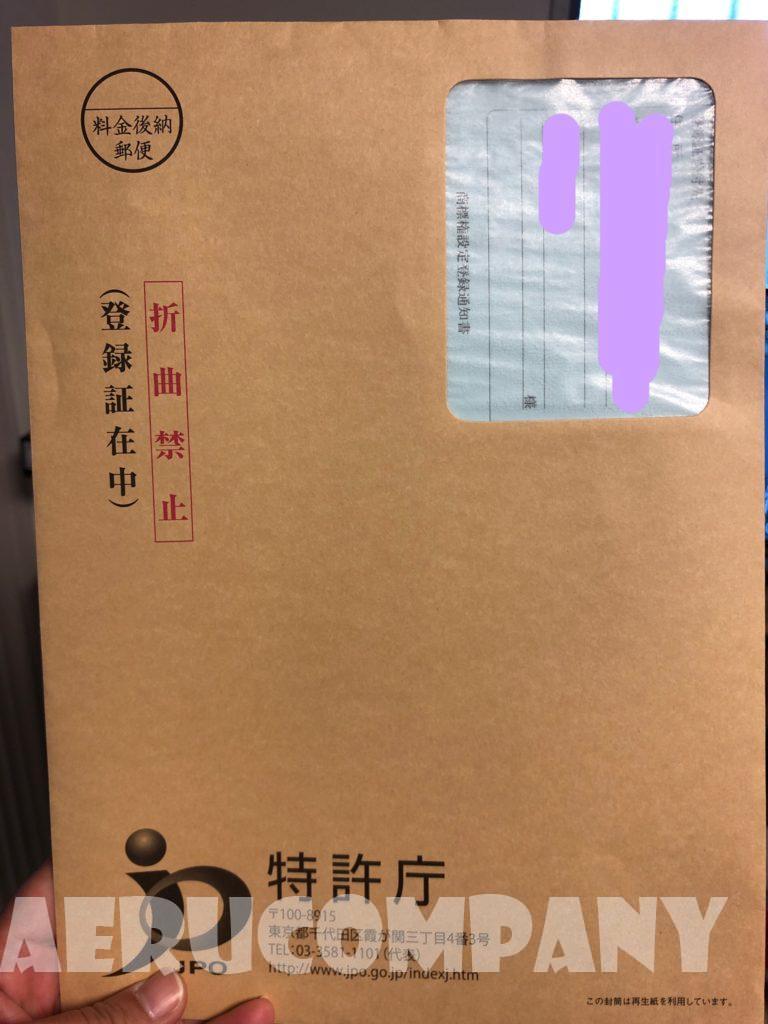 料金後納
郵便
商標権設定登録通知書
様
折曲禁止
(登録証在中)
特許庁
〒100-8915
東京都千代田区霞が関三丁目4番3号
TEL:03-3581-1101(代表)
http://www.jpo.go.jp/indexj.htm
JPO
AERUCOMPANY
この封筒は再生紙を利用しています。